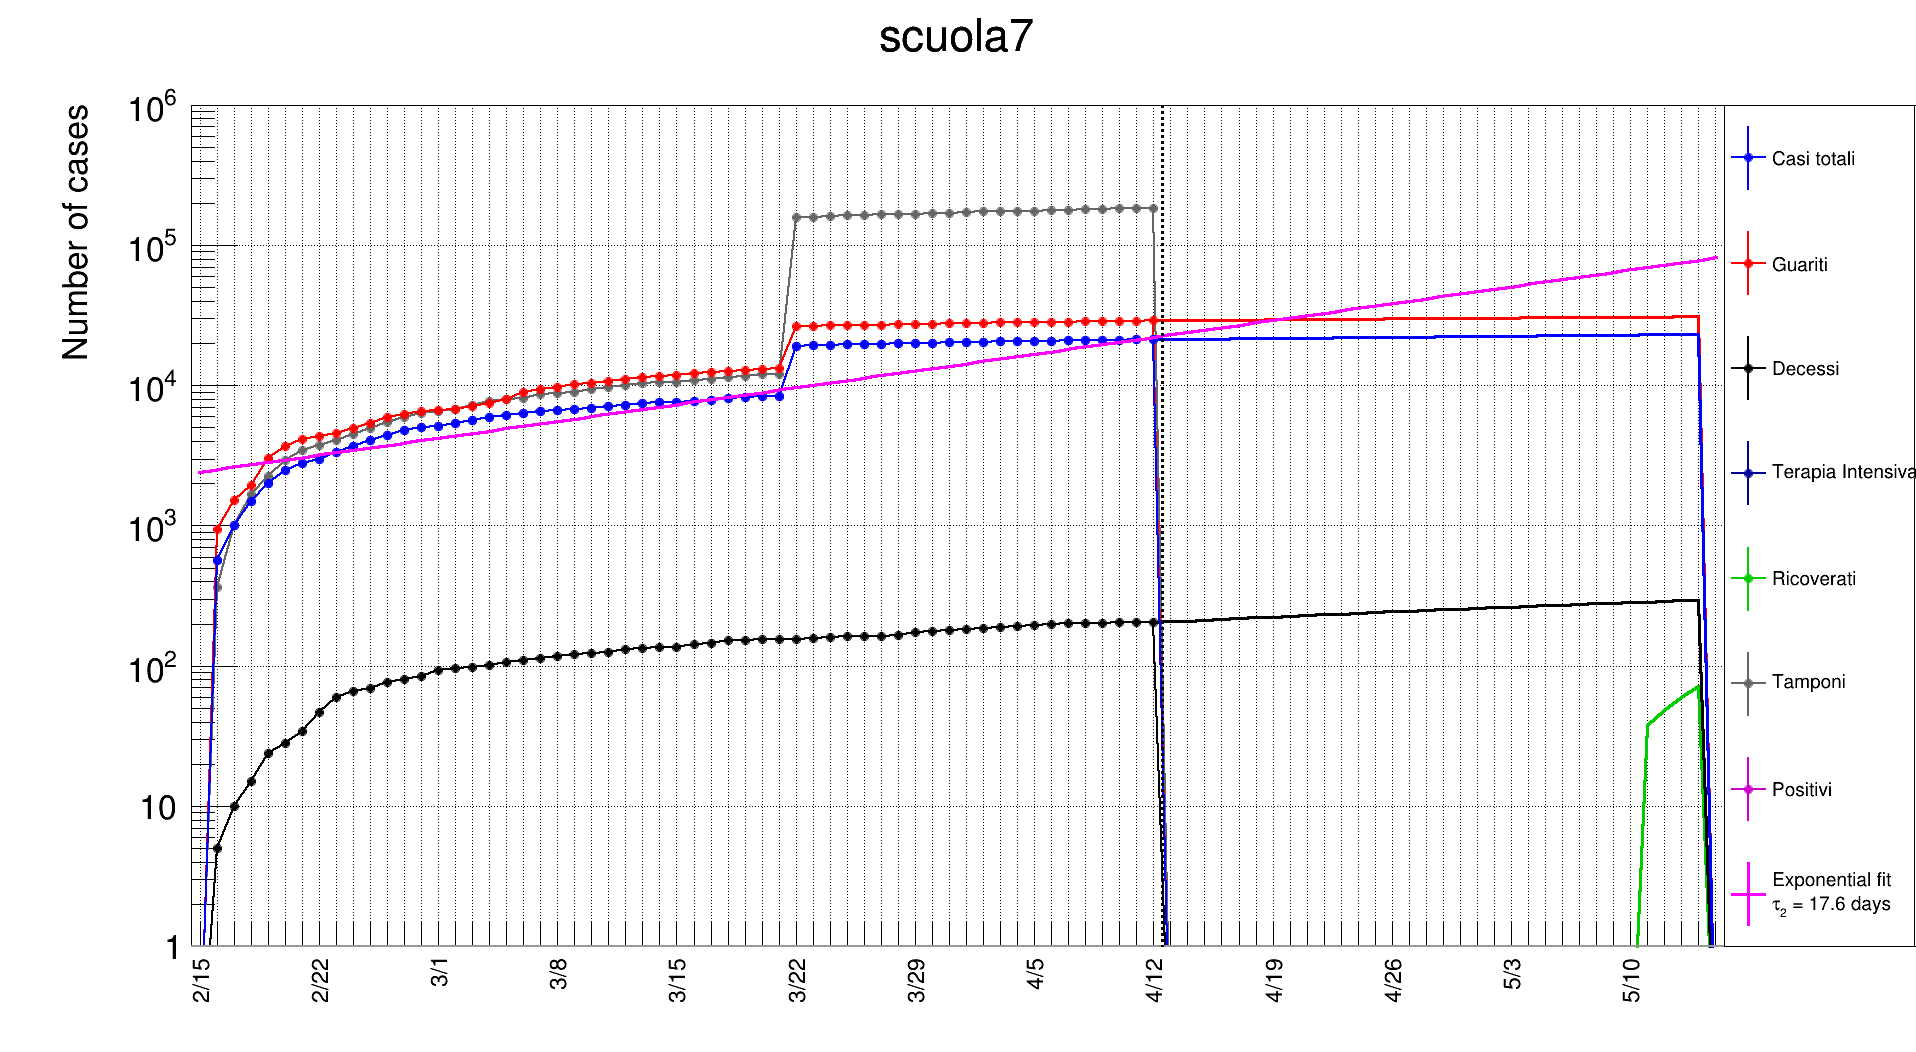 scuola7
Number of cases
10^6
10^5
10^4
10^3
10^2
10
1
2/15 2/22 3/1 3/8 3/15 3/22 3/29 4/5 4/12 4/19 4/26 5/3 5/10
Casi totali
Guariti
Decessi
Terapia Intensiva
Ricoverati
Tamponi
Positivi
Exponential fit
τ₂ = 17.6 days